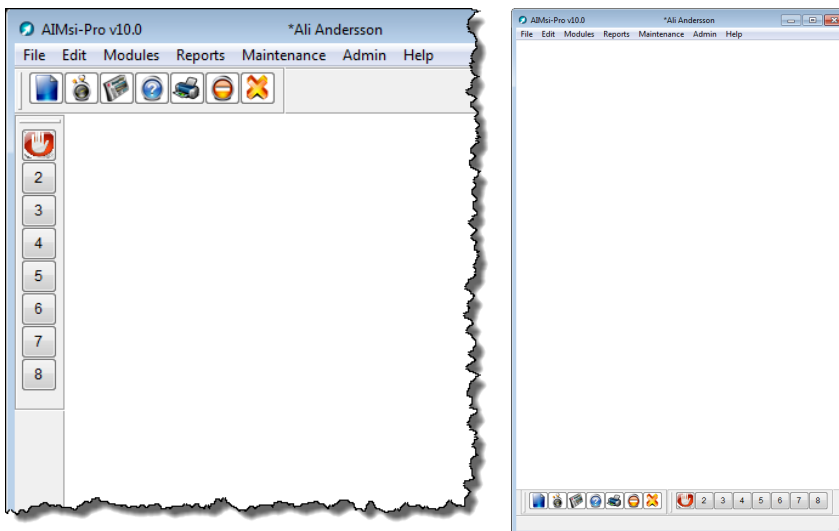 AIMsi-Pro v10.0 *Ali Andersson
File Edit Modules Reports Maintenance Admin Help
2
3
4
5
6
7
8
AIMsi-Pro v10.0 *Ali Andersson
File Edit Modules Reports Maintenance Admin Help
2 3 4 5 6 7 8